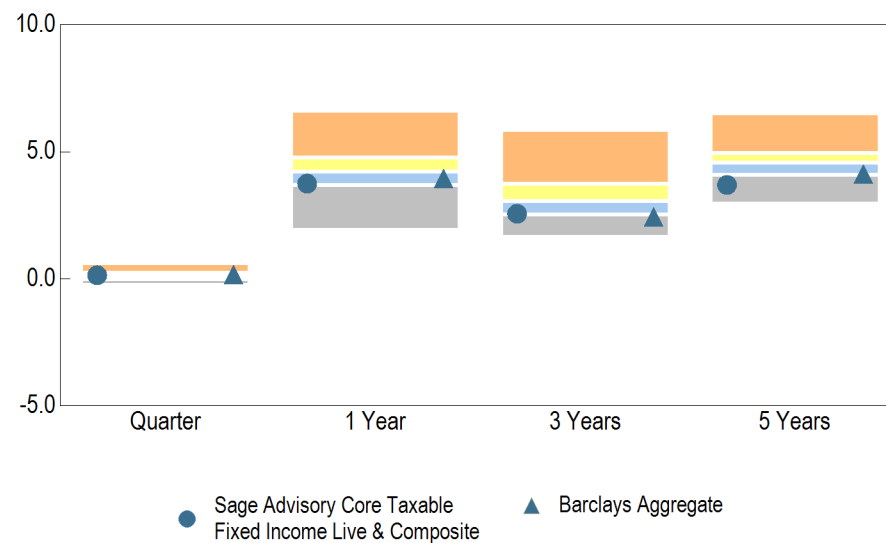 10.0
5.0
0.0
-5.0
Quarter 1 Year 3 Years 5 Years
Sage Advisory Core Taxable
Fixed Income Live & Composite
Barclays Aggregate